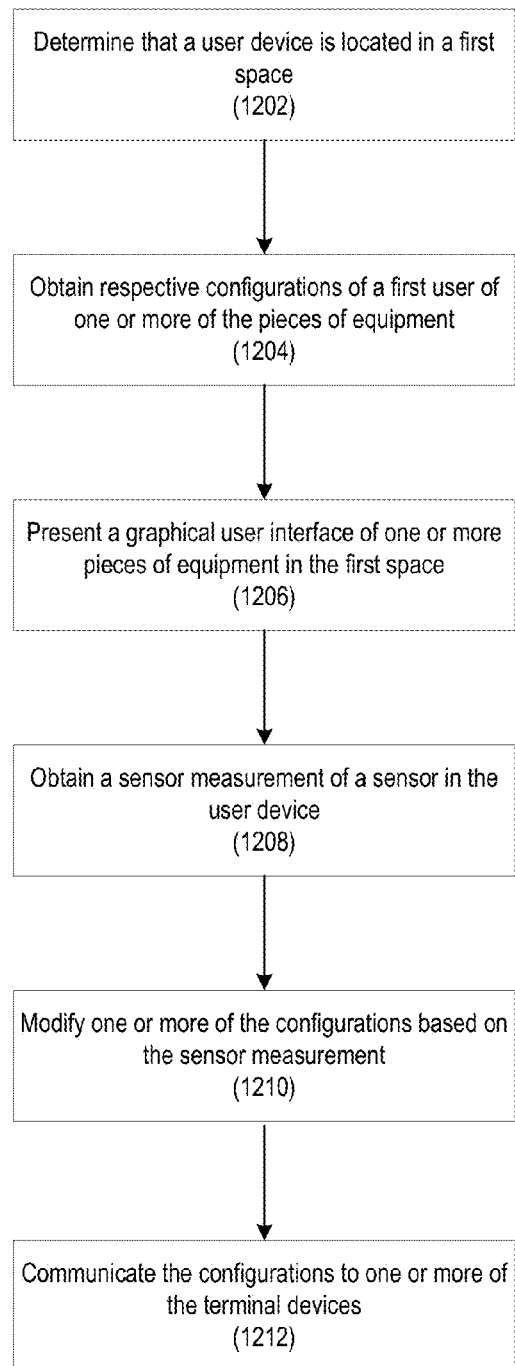 Determine that a user device is located in a first
space
(1202)
Obtain respective configurations of a first user of
one or more of the pieces of equipment
(1204)
Present a graphical user interface of one or more
pieces of equipment in the first space
(1206)
Obtain a sensor measurement of a sensor in the
user device
(1208)
Modify one or more of the configurations based on
the sensor measurement
(1210)
Communicate the configurations to one or more of
the terminal devices
(1212)